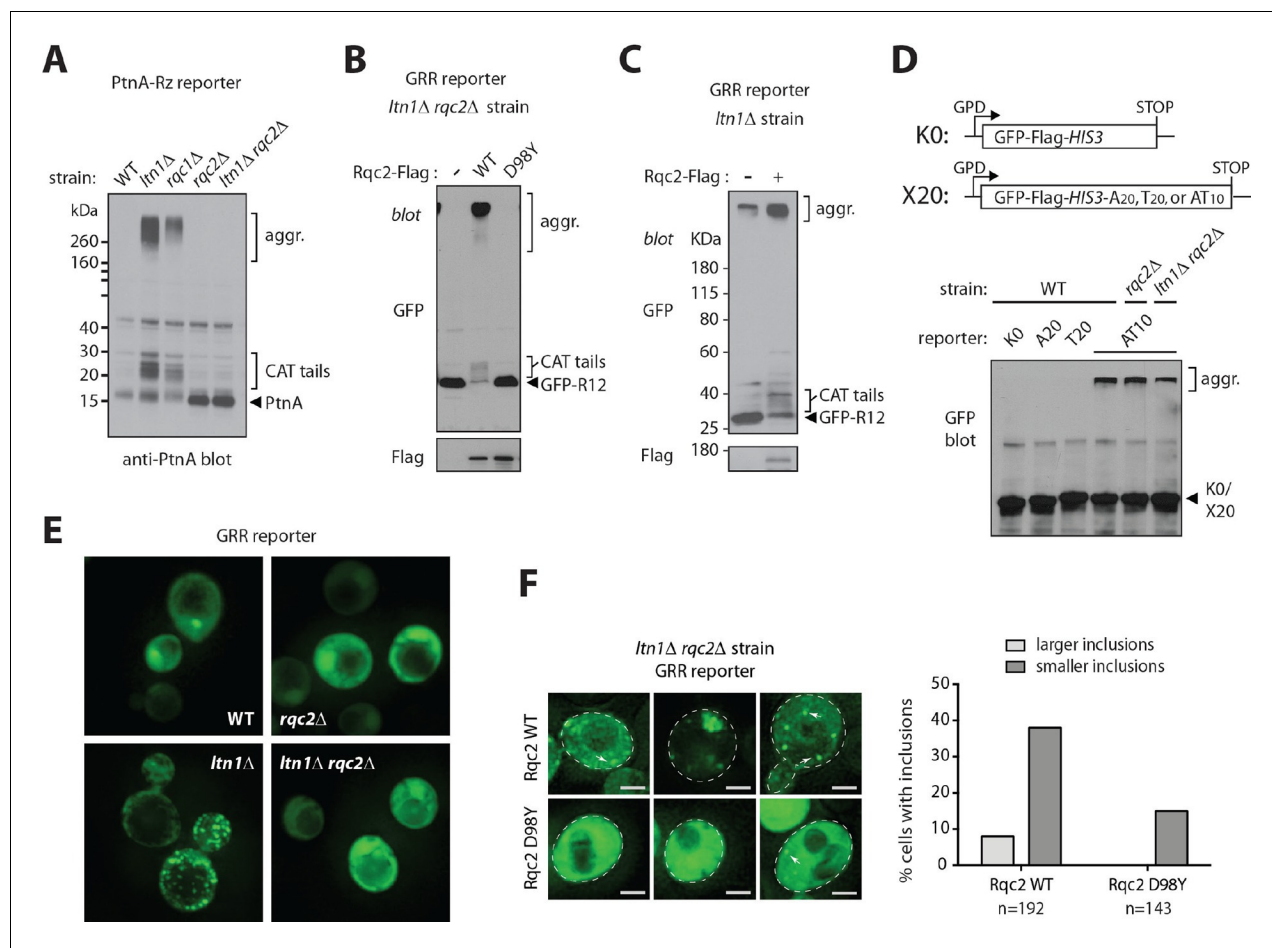 A
PtnA-Rz reporter
strain: WT ltn1Δ rqc1Δ rqc2Δ ltn1Δ rqc2Δ
kDa
260
160
40
30
20
15
aggr.
CAT tails
PtnA
anti-PtnA blot
B
GRR reporter
ltn1Δ rqc2Δ strain
Rqc2-Flag : - WT D98Y
blot
aggr.
GFP
CAT tails
GFP-R12
Flag
C
GRR reporter
ltn1Δ strain
Rqc2-Flag : - +
aggr.
blot KDa
180
115
GFP 80
60
40
25
CAT tails
GFP-R12
Flag 180
D
GPD STOP
K0: GFP-Flag-HIS3
GPD STOP
X20: GFP-Flag-HIS3-A20, T20, or AT10
strain: WT rqc2Δ ltn1Δ rqc2Δ
reporter: K0 A20 T20 AT10
aggr.
GFP
blot
K0/
X20
E
GRR reporter
WT
rqc2Δ
ltn1Δ
ltn1Δ rqc2Δ
F
ltn1Δ rqc2Δ strain
GRR reporter
Rqc2 WT
Rqc2 D98Y
larger inclusions
smaller inclusions
% cells with inclusions
50
40
30
20
10
0
Rqc2 WT Rqc2 D98Y
n=192 n=143